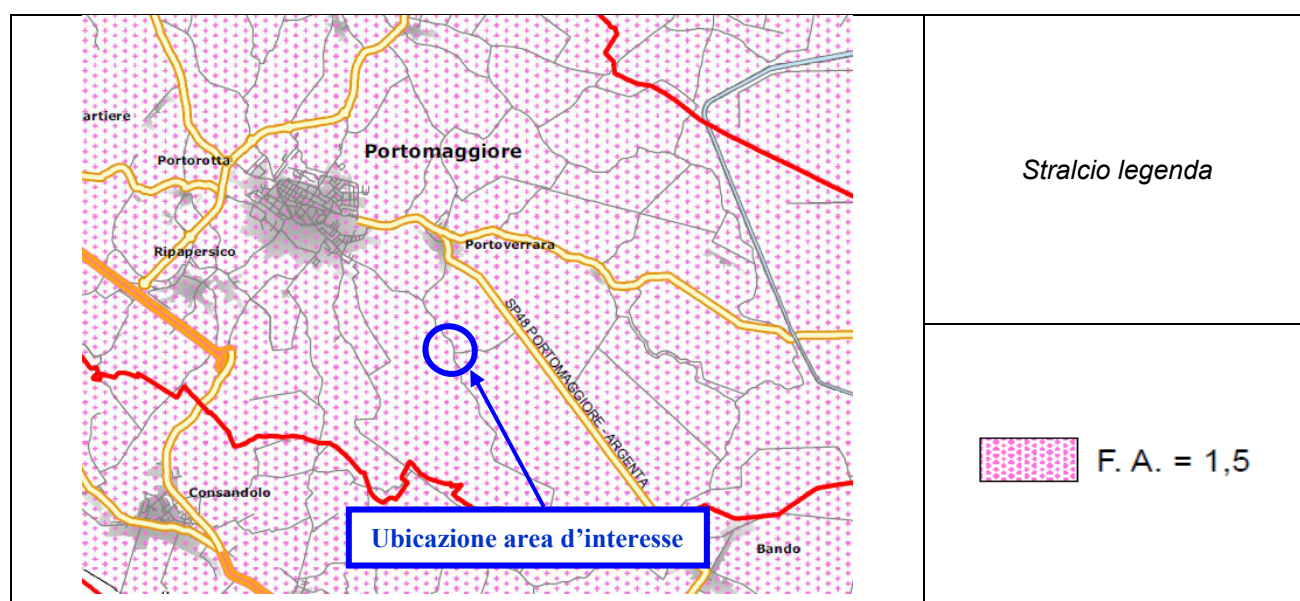 artiere
Portorotta
Portomaggiore
Ripapersico
Portoverrara
SP48 PORTOMAGGIORE - ARGENTA
Consandolo
Ubicazione area d'interesse
Bando
Stralcio legenda
F. A. = 1,5